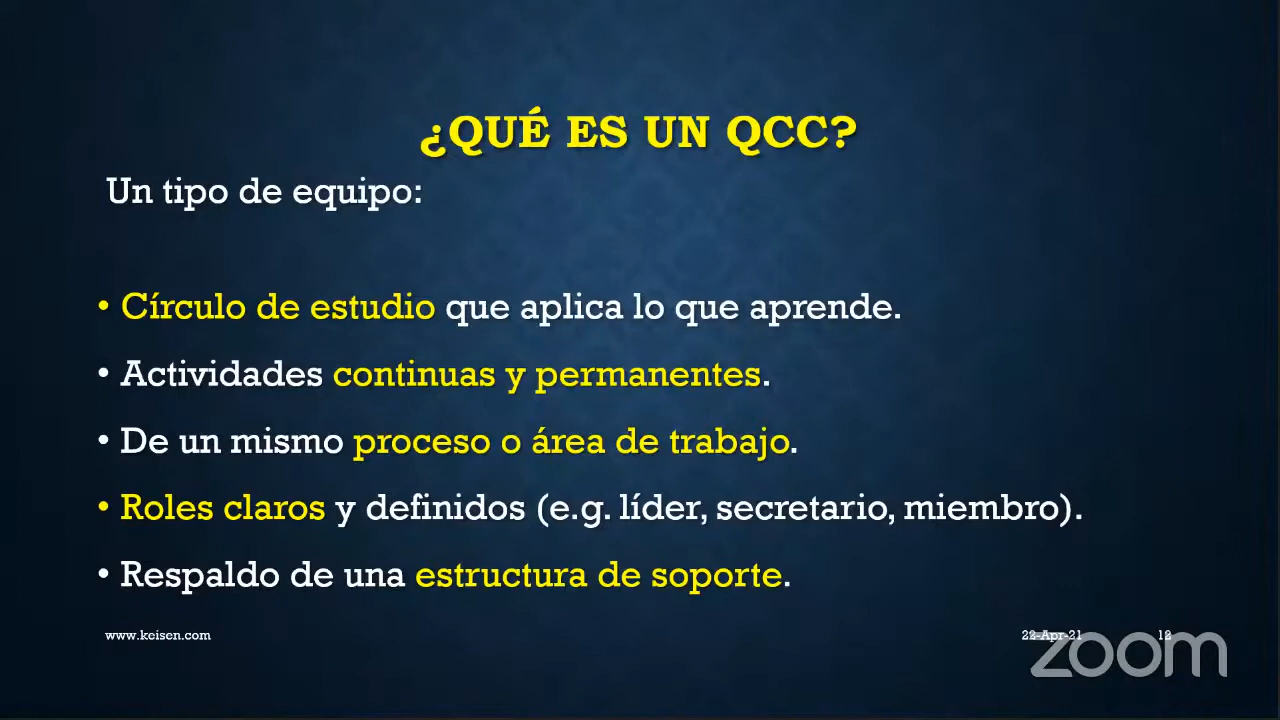 ¿QUÉ ES UN QCC?
Un tipo de equipo:
• Círculo de estudio que aplica lo que aprende.
• Actividades continuas y permanentes.
• De un mismo proceso o área de trabajo.
• Roles claros y definidos (e.g. líder, secretario, miembro).
• Respaldo de una estructura de soporte.
www.keisen.com
22-Apr-21
12
zoom